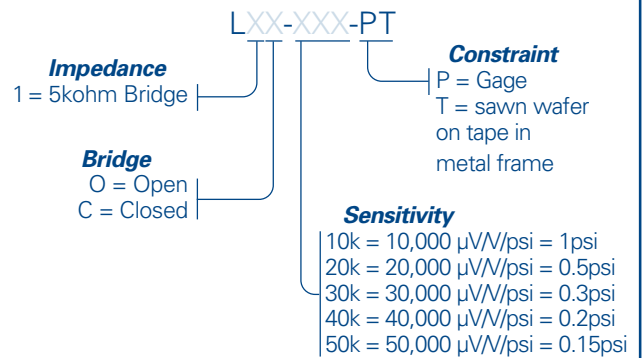 LXX-XXX-PT
Impedance
1 = 5kohm Bridge
Bridge
O = Open
C = Closed
Constraint
P = Gage
T = sawn wafer
on tape in
metal frame
Sensitivity
10k = 10,000 µV/V/psi = 1psi
20k = 20,000 µV/V/psi = 0.5psi
30k = 30,000 µV/V/psi = 0.3psi
40k = 40,000 µV/V/psi = 0.2psi
50k = 50,000 µV/V/psi = 0.15psi